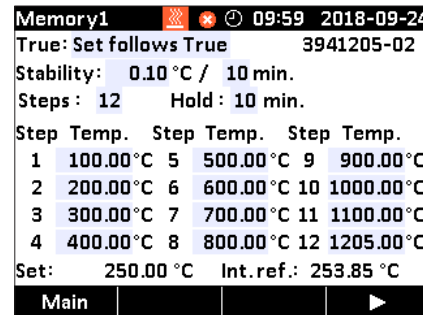 Memory1 09:59 2018-09-24
True: Set follows True 3941205-02
Stability: 0.10 °C / 10 min.
Steps : 12 Hold : 10 min.
Step Temp. Step Temp. Step Temp.
1 100.00°C 5 500.00°C 9 900.00°C
2 200.00°C 6 600.00°C 10 1000.00°C
3 300.00°C 7 700.00°C 11 1100.00°C
4 400.00°C 8 800.00°C 12 1205.00°C
Set: 250.00 °C Int.ref.: 253.85 °C
Main